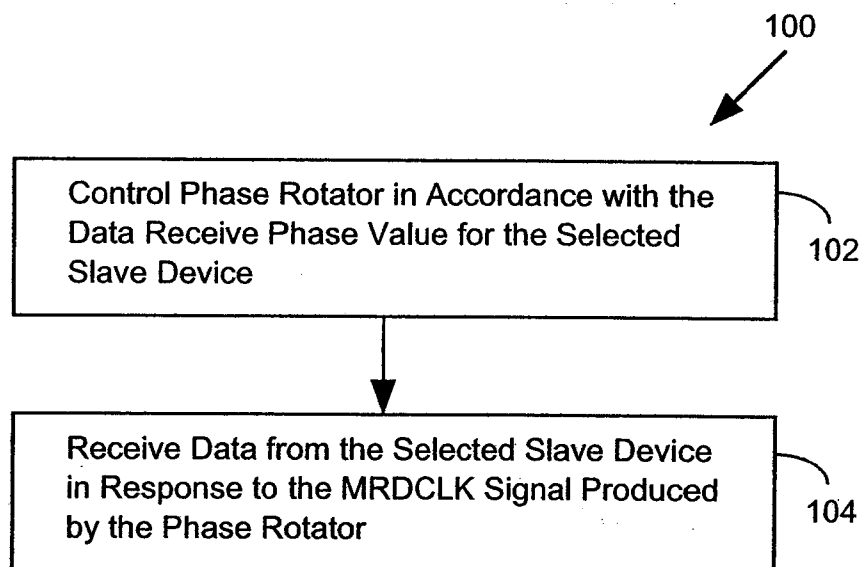 100
Control Phase Rotator in Accordance with the
Data Receive Phase Value for the Selected
Slave Device
102
Receive Data from the Selected Slave Device
in Response to the MRDCLK Signal Produced
by the Phase Rotator
104